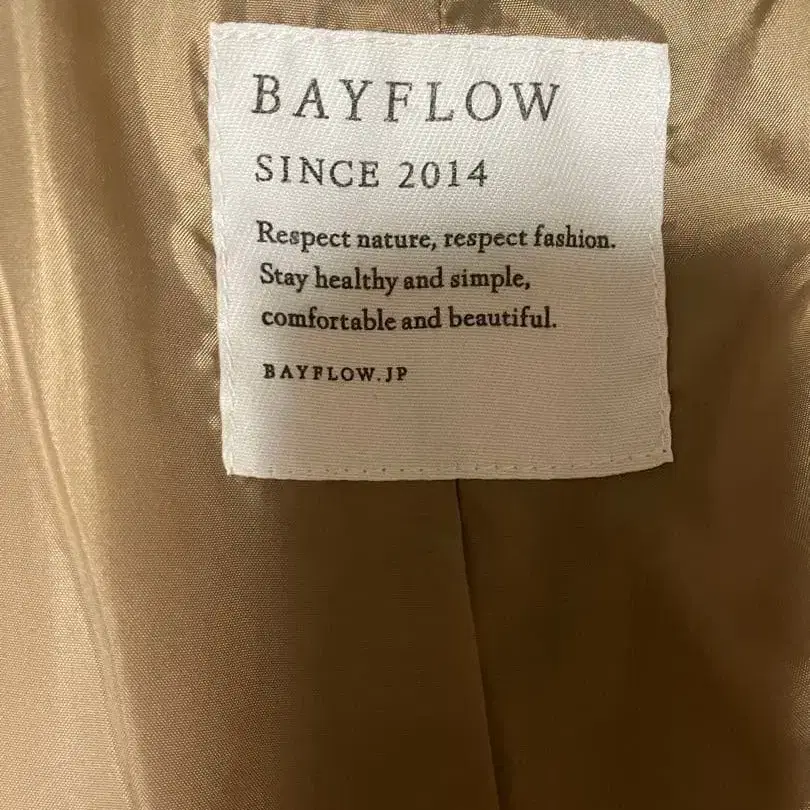 BAYFLOW
SINCE 2014
Respect nature, respect fashion.
Stay healthy and simple,
comfortable and beautiful.
BAYFLOW.JP